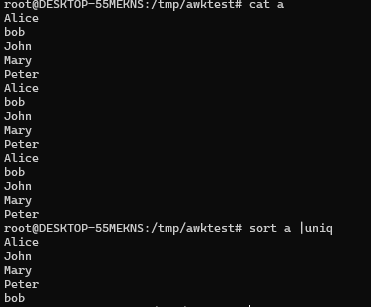 root@DESKTOP-55MEKNS:/tmp/awktest# cat a
Alice
bob
John
Mary
Peter
Alice
bob
John
Mary
Peter
Alice
bob
John
Mary
Peter
root@DESKTOP-55MEKNS:/tmp/awktest# sort a |uniq
Alice
John
Mary
Peter
bob